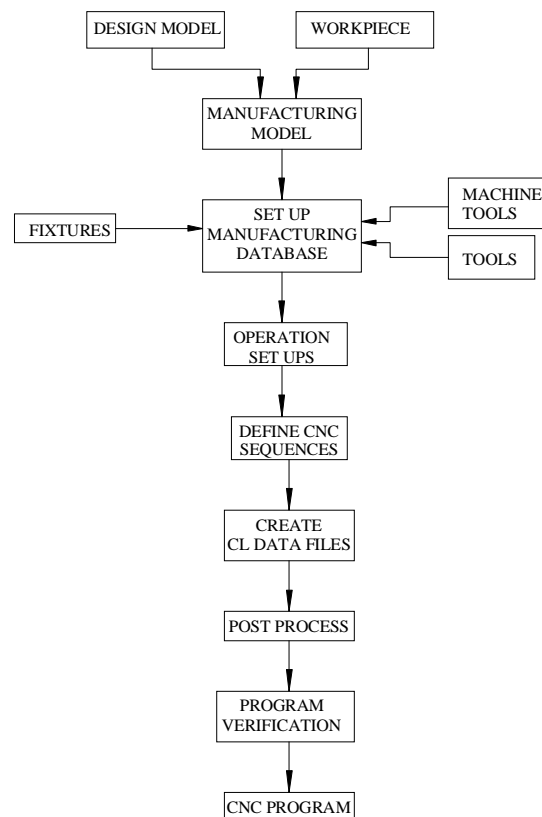 DESIGN MODEL
WORKPIECE
MANUFACTURING
MODEL
SET UP
MANUFACTURING
DATABASE
MACHINE
TOOLS
FIXTURES
TOOLS
OPERATION
SET UPS
DEFINE CNC
SEQUENCES
CREATE
CL DATA FILES
POST PROCESS
PROGRAM
VERIFICATION
CNC PROGRAM